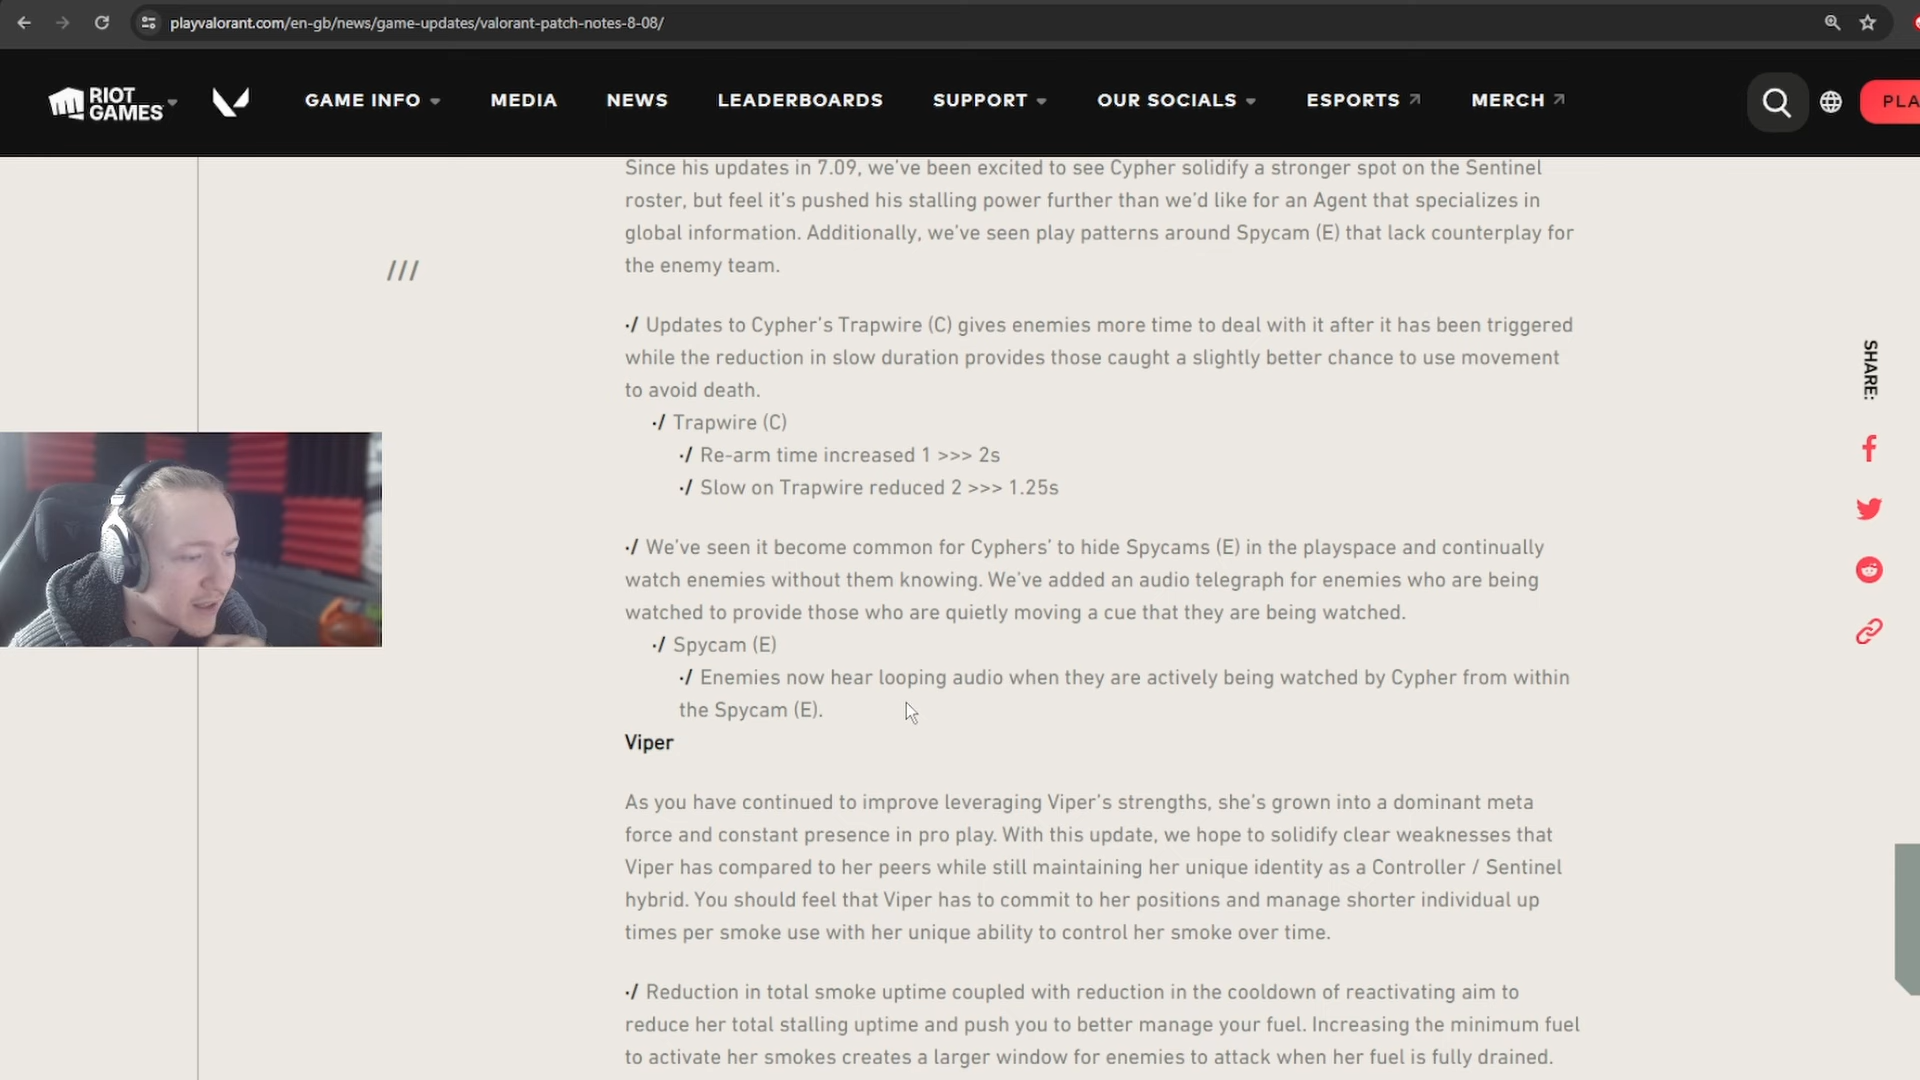 playvalorant.com/en-gb/news/game-updates/valorant-patch-notes-8-08/
RIOT GAMES
GAME INFO
MEDIA
NEWS
LEADERBOARDS
SUPPORT
OUR SOCIALS
ESPORTS
MERCH
PLA
Since his updates in 7.09, we've been excited to see Cypher solidify a stronger spot on the Sentinel
roster, but feel it's pushed his stalling power further than we'd like for an Agent that specializes in
global information. Additionally, we've seen play patterns around Spycam (E) that lack counterplay for
the enemy team.
///
·/ Updates to Cypher's Trapwire (C) gives enemies more time to deal with it after it has been triggered
while the reduction in slow duration provides those caught a slightly better chance to use movement
to avoid death.
·/ Trapwire (C)
·/ Re-arm time increased 1 >>> 2s
·/ Slow on Trapwire reduced 2 >>> 1.25s
·/ We've seen it become common for Cyphers' to hide Spycams (E) in the playspace and continually
watch enemies without them knowing. We've added an audio telegraph for enemies who are being
watched to provide those who are quietly moving a cue that they are being watched.
·/ Spycam (E)
·/ Enemies now hear looping audio when they are actively being watched by Cypher from within
the Spycam (E).
Viper
As you have continued to improve leveraging Viper's strengths, she's grown into a dominant meta
force and constant presence in pro play. With this update, we hope to solidify clear weaknesses that
Viper has compared to her peers while still maintaining her unique identity as a Controller / Sentinel
hybrid. You should feel that Viper has to commit to her positions and manage shorter individual up
times per smoke use with her unique ability to control her smoke over time.
·/ Reduction in total smoke uptime coupled with reduction in the cooldown of reactivating aim to
reduce her total stalling uptime and push you to better manage your fuel. Increasing the minimum fuel
to activate her smokes creates a larger window for enemies to attack when her fuel is fully drained.
SHARE: